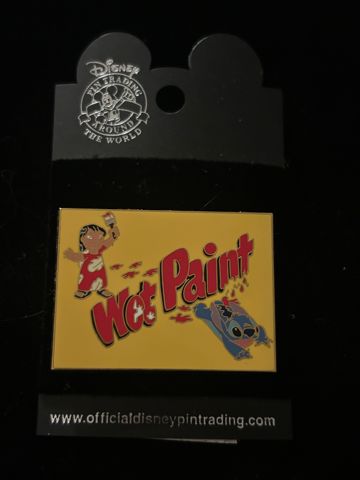 Disney
PIN TRADING
AROUND
THE WORLD
Wet Paint
www.officialdisneypintrading.com